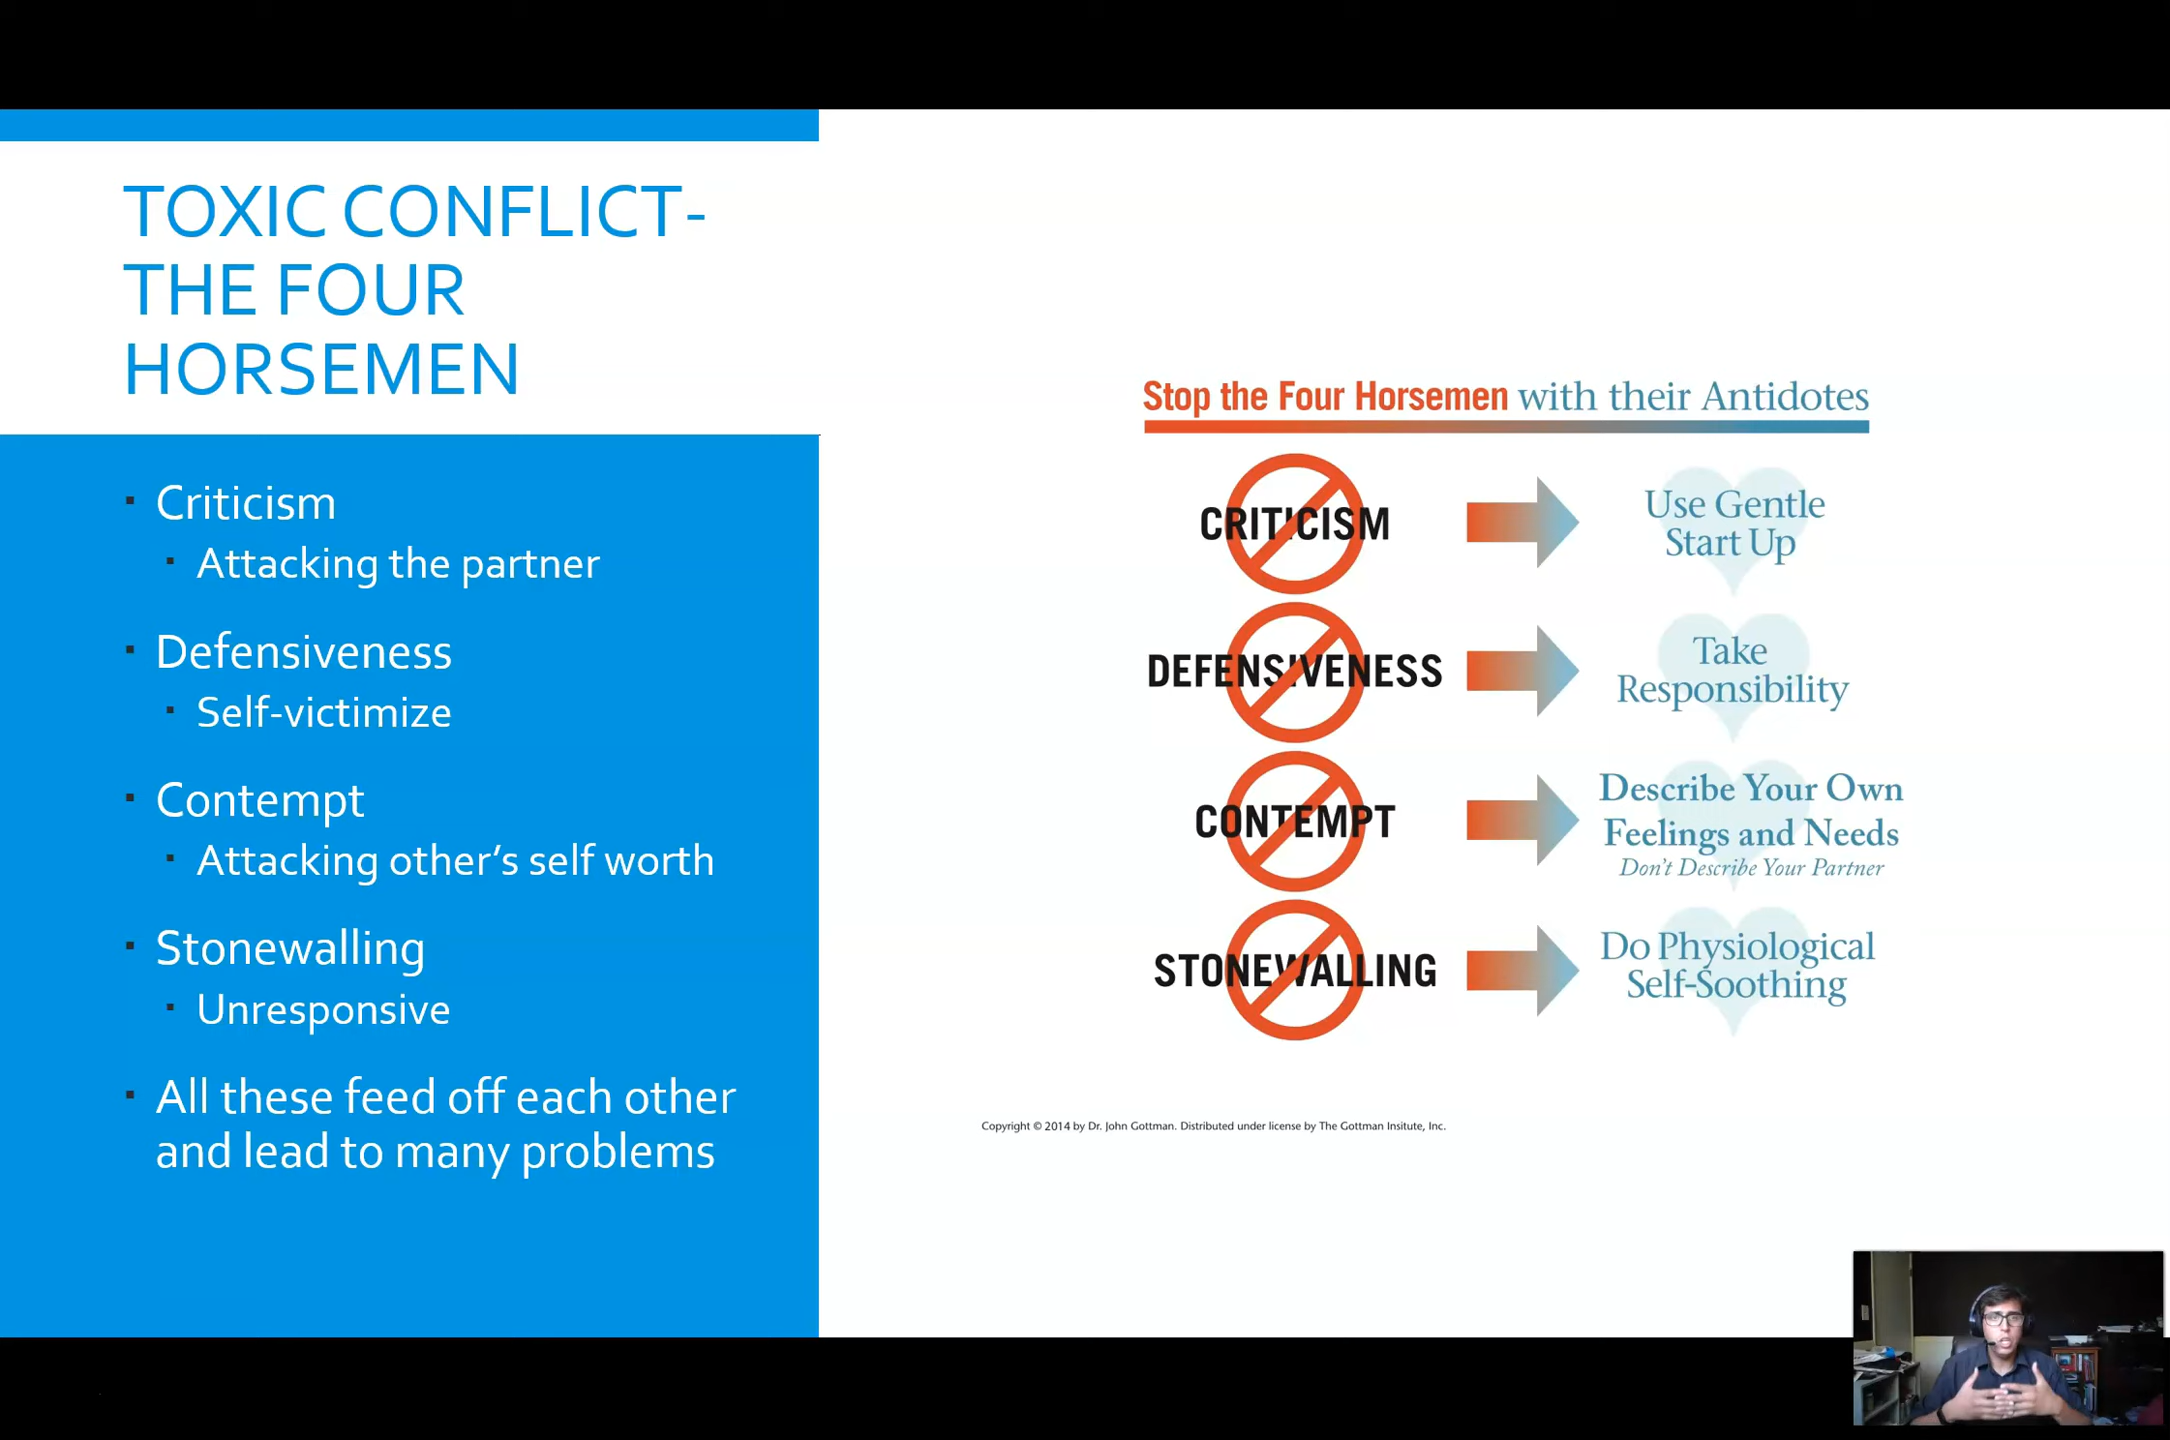 TOXIC CONFLICT-
THE FOUR
HORSEMEN
▪ Criticism
▪ Attacking the partner
▪ Defensiveness
▪ Self-victimize
▪ Contempt
▪ Attacking other’s self worth
▪ Stonewalling
▪ Unresponsive
▪ All these feed off each other
and lead to many problems
Stop the Four Horsemen with their Antidotes
CRITICISM
Use Gentle
Start Up
DEFENSIVENESS
Take
Responsibility
CONTEMPT
Describe Your Own
Feelings and Needs
Don't Describe Your Partner
STONEWALLING
Do Physiological
Self-Soothing
Copyright © 2014 by Dr. John Gottman. Distributed under license by The Gottman Insitute, Inc.